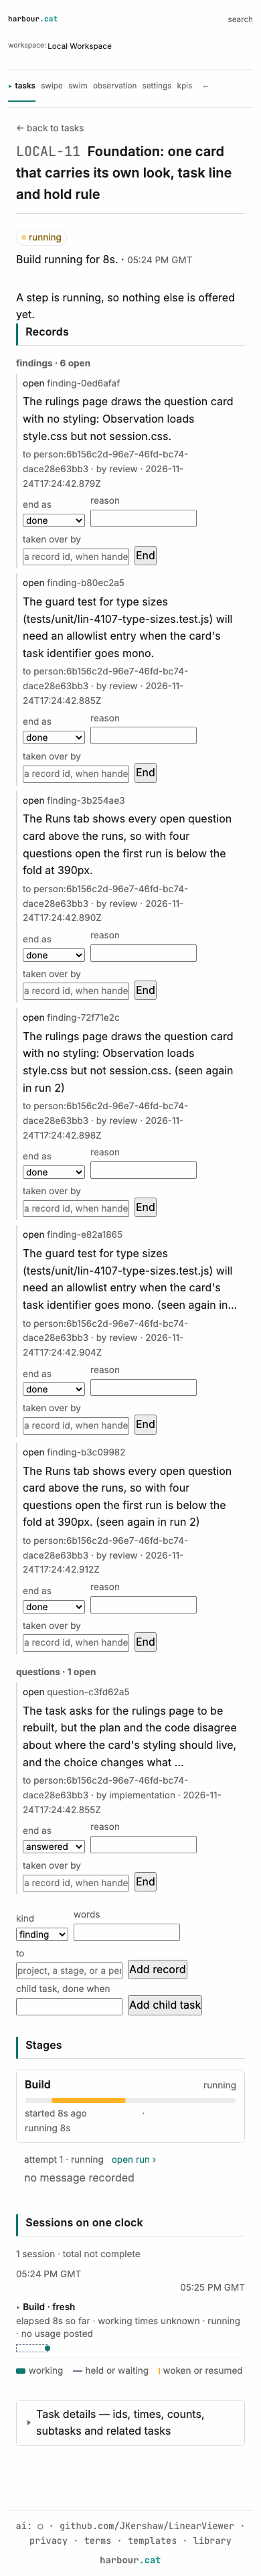 harbour.cat
search
workspace: Local Workspace
▸ tasks swipe swim observation settings kpis ⋯
← back to tasks
LOCAL-11 Foundation: one card
that carries its own look, task line
and hold rule
running
Build running for 8s. · 05:24 PM GMT
A step is running, so nothing else is offered
yet.
Records
findings · 6 open
open finding-0ed6afaf
The rulings page draws the question card
with no styling: Observation loads
style.css but not session.css.
to person:6b156c2d-96e7-46fd-bc74-
dace28e63bb3 · by review · 2026-11-
24T17:24:42.879Z
end as reason
done
taken over by
a record id, when hande End
open finding-b80ec2a5
The guard test for type sizes
(tests/unit/lin-4107-type-sizes.test.js) will
need an allowlist entry when the card's
task identifier goes mono.
to person:6b156c2d-96e7-46fd-bc74-
dace28e63bb3 · by review · 2026-11-
24T17:24:42.885Z
end as reason
done
taken over by
a record id, when hande End
open finding-3b254ae3
The Runs tab shows every open question
card above the runs, so with four
questions open the first run is below the
fold at 390px.
to person:6b156c2d-96e7-46fd-bc74-
dace28e63bb3 · by review · 2026-11-
24T17:24:42.890Z
end as reason
done
taken over by
a record id, when hande End
open finding-72f71e2c
The rulings page draws the question card
with no styling: Observation loads
style.css but not session.css. (seen again
in run 2)
to person:6b156c2d-96e7-46fd-bc74-
dace28e63bb3 · by review · 2026-11-
24T17:24:42.898Z
end as reason
done
taken over by
a record id, when hande End
open finding-e82a1865
The guard test for type sizes
(tests/unit/lin-4107-type-sizes.test.js) will
need an allowlist entry when the card's
task identifier goes mono. (seen again in...
to person:6b156c2d-96e7-46fd-bc74-
dace28e63bb3 · by review · 2026-11-
24T17:24:42.904Z
end as reason
done
taken over by
a record id, when hande End
open finding-b3c09982
The Runs tab shows every open question
card above the runs, so with four
questions open the first run is below the
fold at 390px. (seen again in run 2)
to person:6b156c2d-96e7-46fd-bc74-
dace28e63bb3 · by review · 2026-11-
24T17:24:42.912Z
end as reason
done
taken over by
a record id, when hande End
questions · 1 open
open question-c3fd62a5
The task asks for the rulings page to be
rebuilt, but the plan and the code disagree
about where the card's styling should live,
and the choice changes what ...
to person:6b156c2d-96e7-46fd-bc74-
dace28e63bb3 · by implementation · 2026-11-
24T17:24:42.855Z
end as reason
answered
taken over by
a record id, when hande End
kind words
finding
to
project, a stage, or a per Add record
child task, done when
Add child task
Stages
Build running
started 8s ago ·
running 8s
attempt 1 · running open run ›
no message recorded
Sessions on one clock
1 session · total not complete
05:24 PM GMT
05:25 PM GMT
▸ Build · fresh
elapsed 8s so far · working times unknown · running
· no usage posted
working held or waiting woken or resumed
▸ Task details — ids, times, counts,
subtasks and related tasks
ai: ○ · github.com/JKershaw/LinearViewer ·
privacy · terms · templates · library
harbour.cat